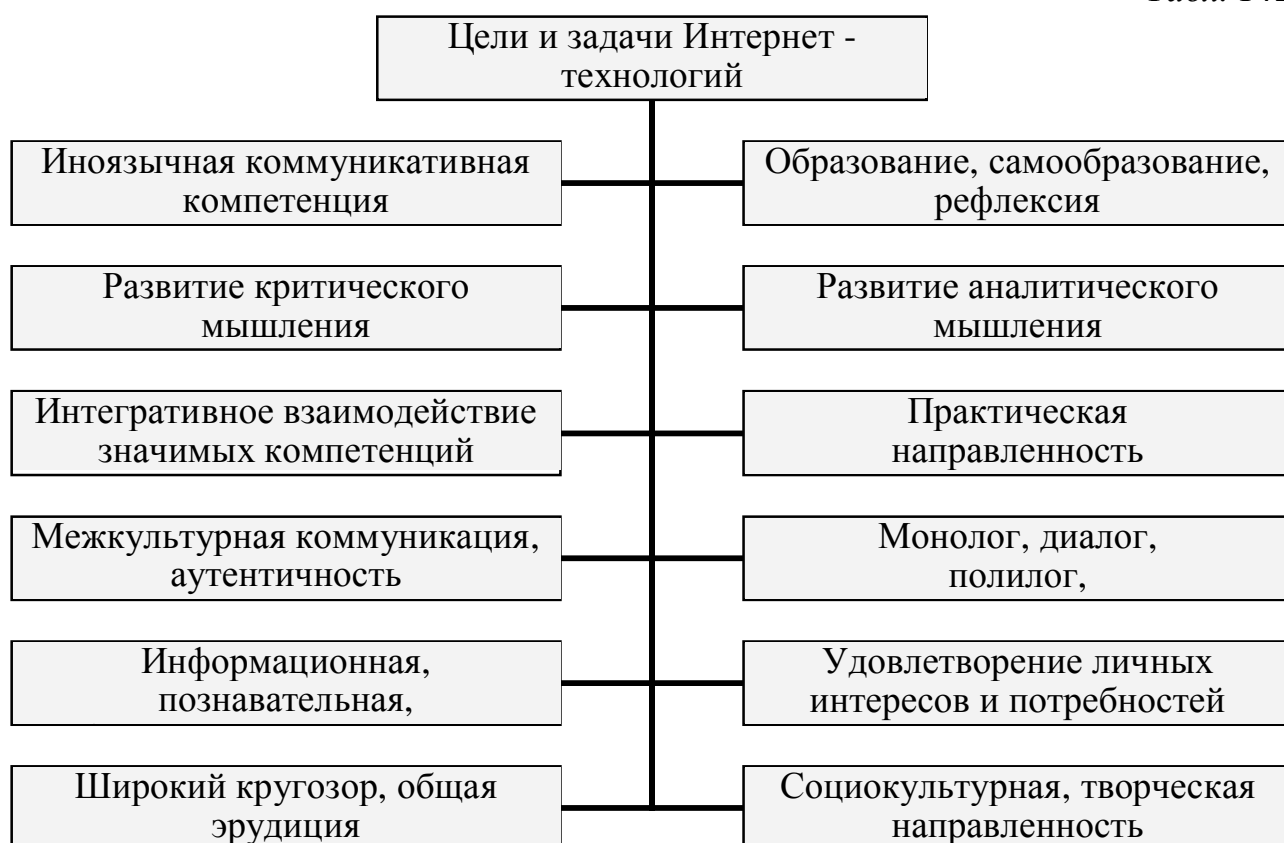 Цели и задачи Интернет -
технологий
Иноязычная коммуникативная
компетенция
Образование, самообразование,
рефлексия
Развитие критического
мышления
Развитие аналитического
мышления
Интегративное взаимодействие
значимых компетенций
Практическая
направленность
Межкультурная коммуникация,
аутентичность
Монолог, диалог,
полилог,
Информационная,
познавательная,
Удовлетворение личных
интересов и потребностей
Широкий кругозор, общая
эрудиция
Социокультурная, творческая
направленность